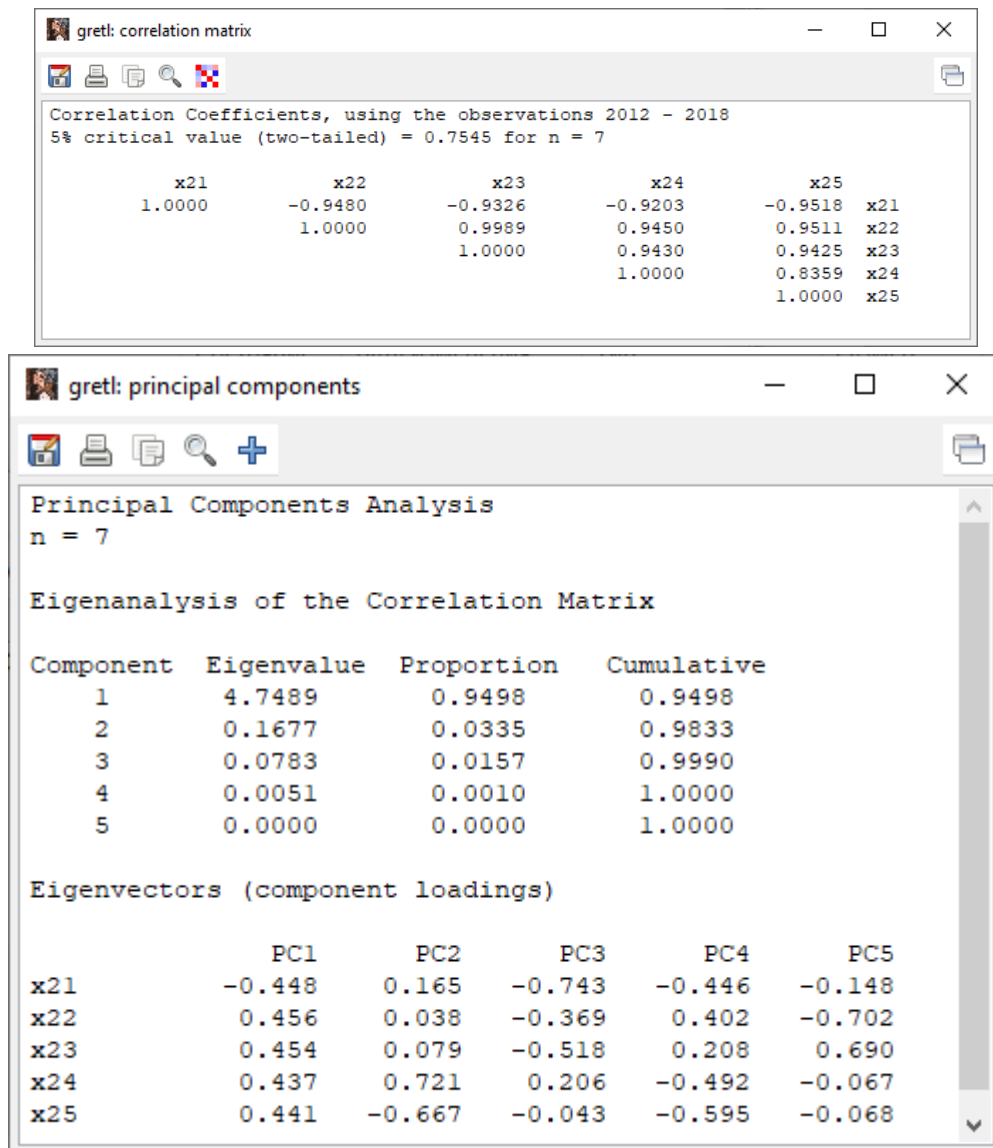 gretl: correlation matrix
Correlation Coefficients, using the observations 2012 - 2018
5% critical value (two-tailed) = 0.7545 for n = 7
x21 x22 x23 x24 x25
1.0000 -0.9480 -0.9326 -0.9203 -0.9518 x21
1.0000 0.9989 0.9450 0.9511 x22
1.0000 0.9430 0.9425 x23
1.0000 0.8359 x24
1.0000 x25
gretl: principal components
Principal Components Analysis
n = 7
Eigenanalysis of the Correlation Matrix
Component Eigenvalue Proportion Cumulative
1 4.7489 0.9498 0.9498
2 0.1677 0.0335 0.9833
3 0.0783 0.0157 0.9990
4 0.0051 0.0010 1.0000
5 0.0000 0.0000 1.0000
Eigenvectors (component loadings)
PC1 PC2 PC3 PC4 PC5
x21 -0.448 0.165 -0.743 -0.446 -0.148
x22 0.456 0.038 -0.369 0.402 -0.702
x23 0.454 0.079 -0.518 0.208 0.690
x24 0.437 0.721 0.206 -0.492 -0.067
x25 0.441 -0.667 -0.043 -0.595 -0.068